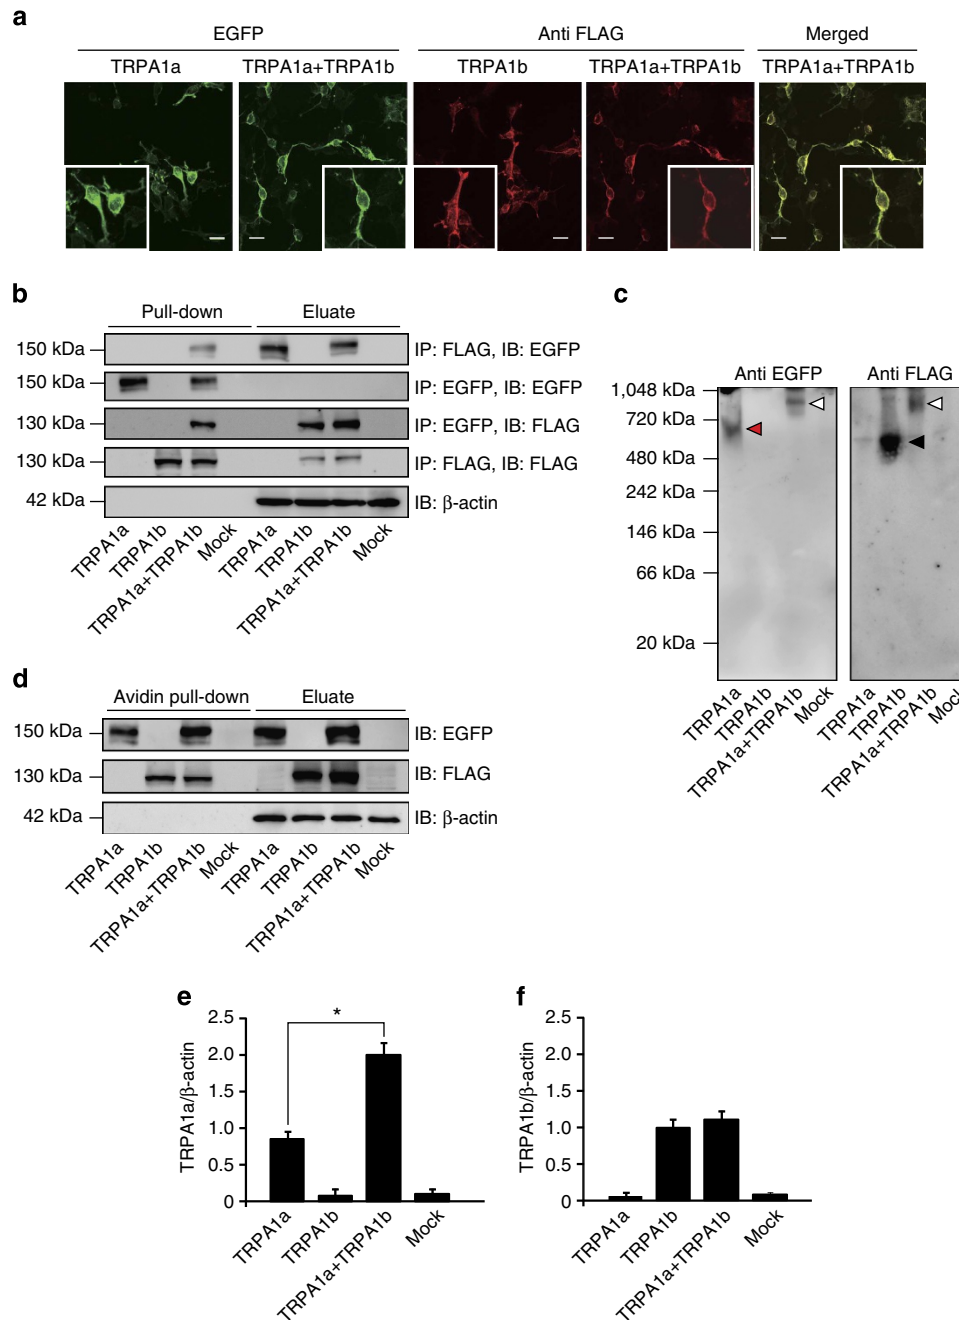 a
EGFP Anti FLAG Merged
TRPA1a TRPA1a+TRPA1b TRPA1b TRPA1a+TRPA1b TRPA1a+TRPA1b
b
Pull-down Eluate
150 kDa IP: FLAG, IB: EGFP
150 kDa IP: EGFP, IB: EGFP
130 kDa IP: EGFP, IB: FLAG
130 kDa IP: FLAG, IB: FLAG
42 kDa IB: β-actin
TRPA1a TRPA1b TRPA1a+TRPA1b Mock TRPA1a TRPA1b TRPA1a+TRPA1b Mock
c
Anti EGFP Anti FLAG
1,048 kDa
720 kDa
480 kDa
242 kDa
146 kDa
66 kDa
20 kDa
TRPA1a TRPA1b TRPA1a+TRPA1b Mock TRPA1a TRPA1b TRPA1a+TRPA1b Mock
d
Avidin pull-down Eluate
150 kDa IB: EGFP
130 kDa IB: FLAG
42 kDa IB: β-actin
TRPA1a TRPA1b TRPA1a+TRPA1b Mock TRPA1a TRPA1b TRPA1a+TRPA1b Mock
e
TRPA1a/β-actin
2.5
2.0
1.0
0.5
0
*
TRPA1a TRPA1b TRPA1a+TRPA1b Mock
f
TRPA1b/β-actin
2.5
2.0
1.0
0.5
0
TRPA1a TRPA1b TRPA1a+TRPA1b Mock